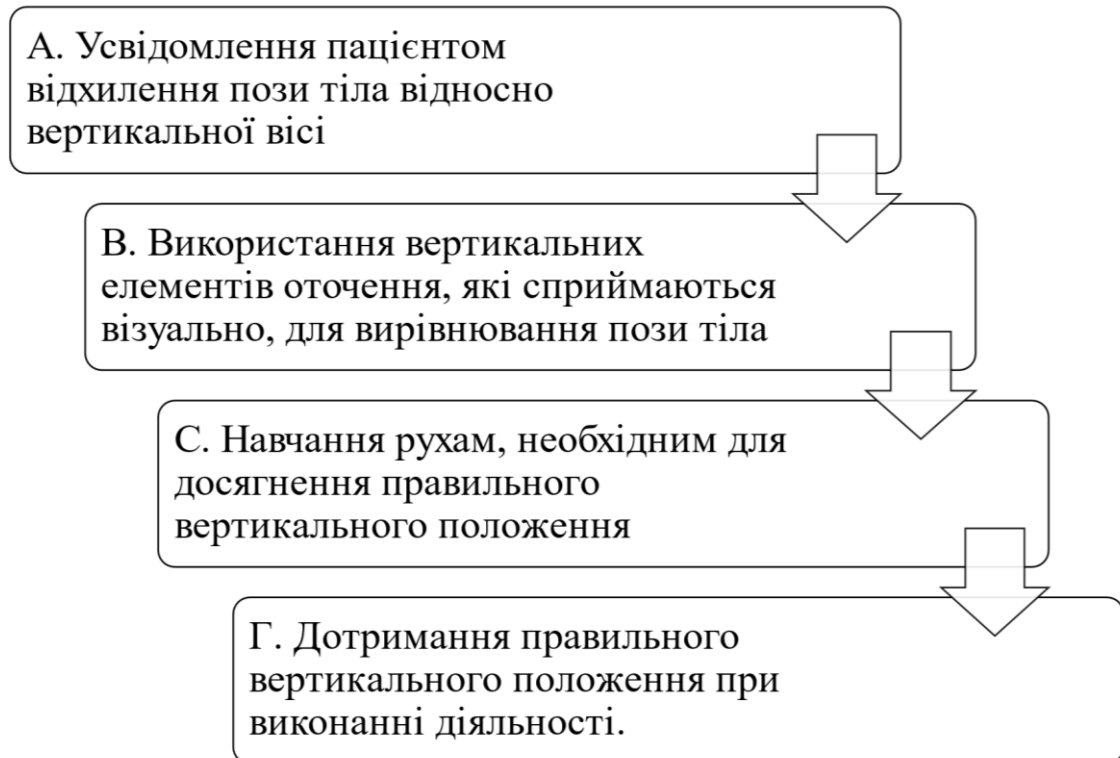 А. Усвідомлення пацієнтом
відхилення пози тіла відносно
вертикальної вісі
В. Використання вертикальних
елементів оточення, які сприймаються
візуально, для вирівнювання пози тіла
С. Навчання рухам, необхідним для
досягнення правильного
вертикального положення
Г. Дотримання правильного
вертикального положення при
виконанні діяльності.